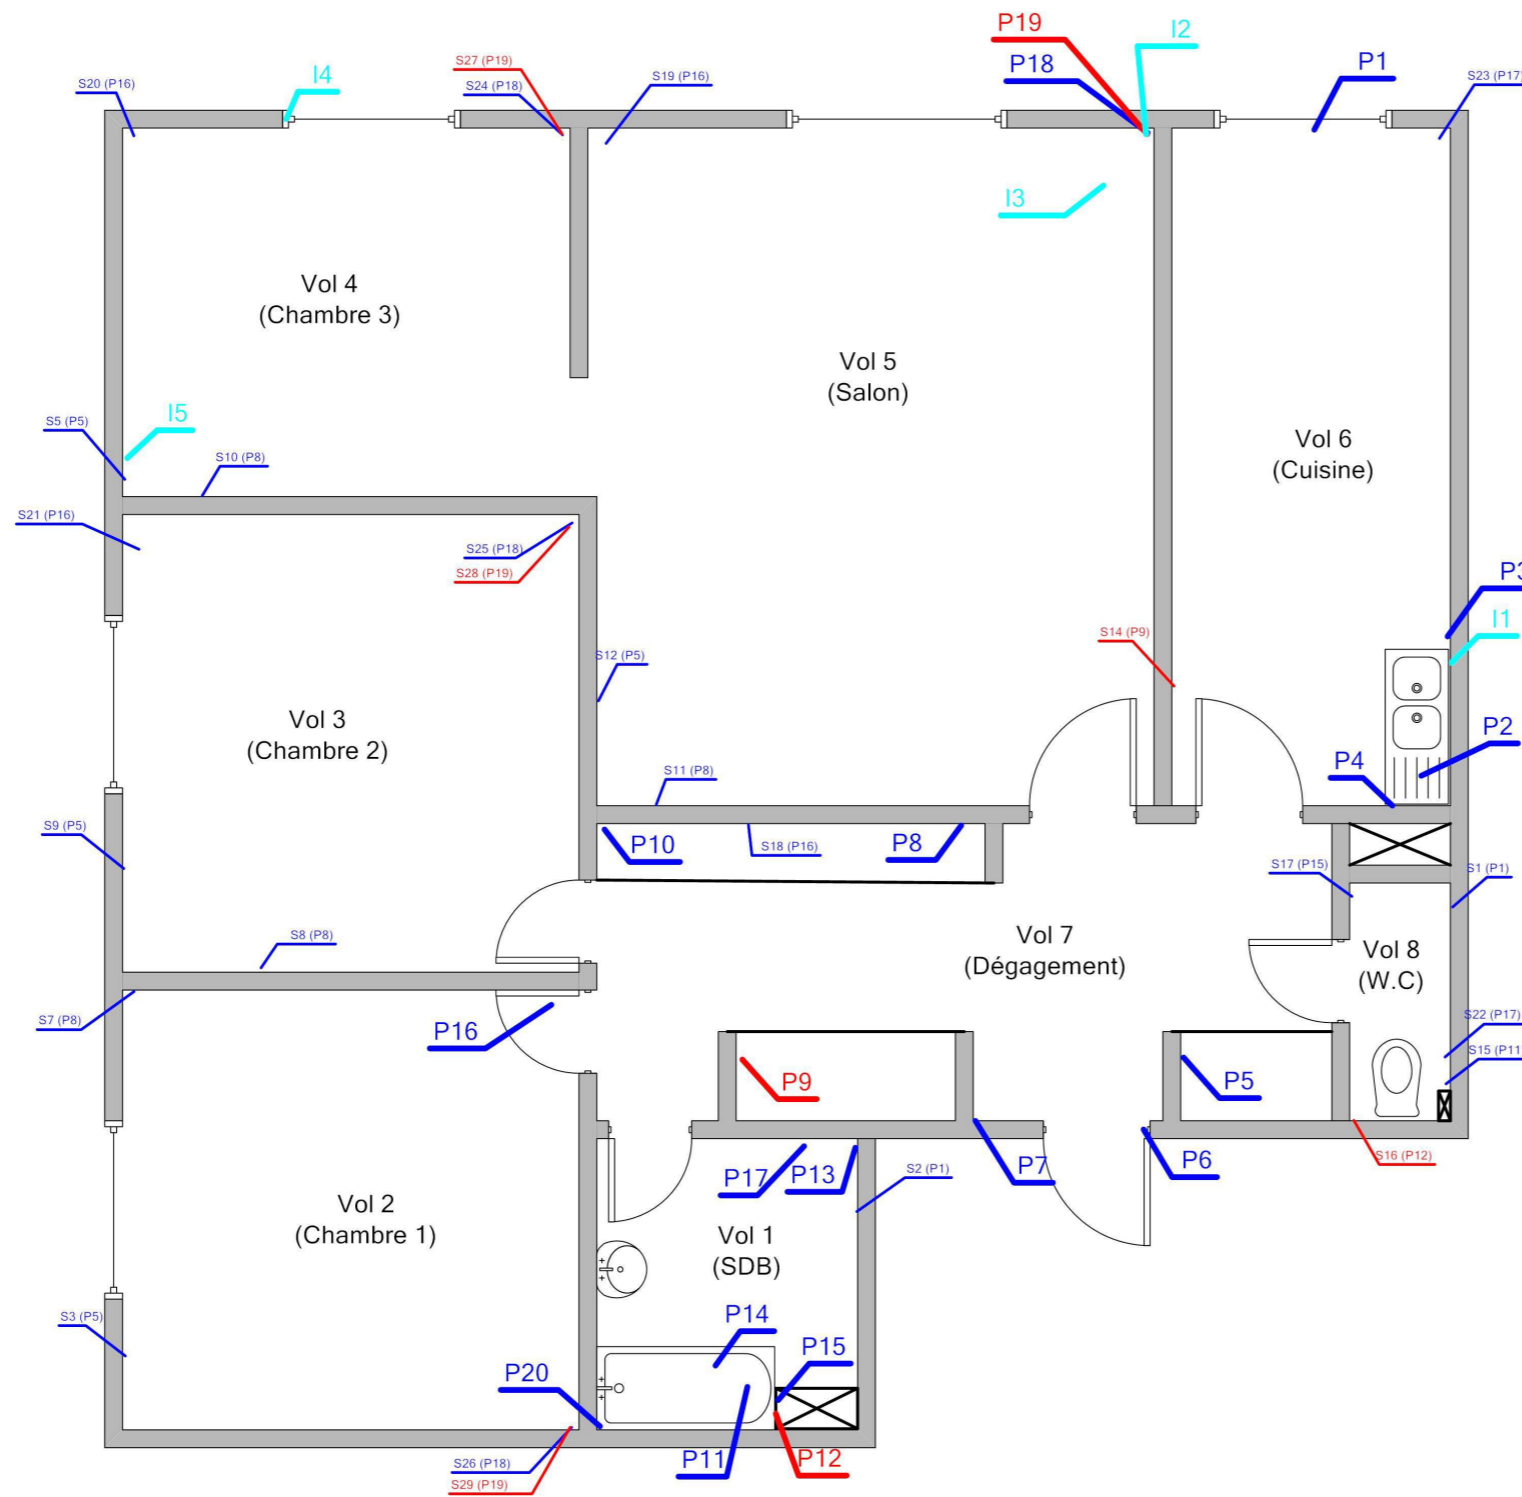 P19
I2
S27 (P19)
P18
P1
I4
S20 (P16)
S24 (P18)
S19 (P16)
S23 (P17)
I3
Vol 4
(Chambre 3)
Vol 5
(Salon)
I5
S5 (P5)
S10 (P8)
Vol 6
(Cuisine)
S21 (P16)
S25 (P18)
S28 (P19)
P3
I1
S14 (P9)
S12 (P5)
Vol 3
(Chambre 2)
P2
P4
S11 (P8)
S9 (P5)
P10
S18 (P16)
P8
S17 (P15)
S1 (P1)
S8 (P8)
Vol 7
(Dégagement)
Vol 8
(W.C)
S7 (P8)
P16
S22 (P17)
S15 (P11
P9
P5
P17
P13
S2 (P1)
P7
P6
S16 (P12)
Vol 2
(Chambre 1)
Vol 1
(SDB)
S3 (P5)
P14
P15
P20
P11
P12
S26 (P18)
S29 (P19)